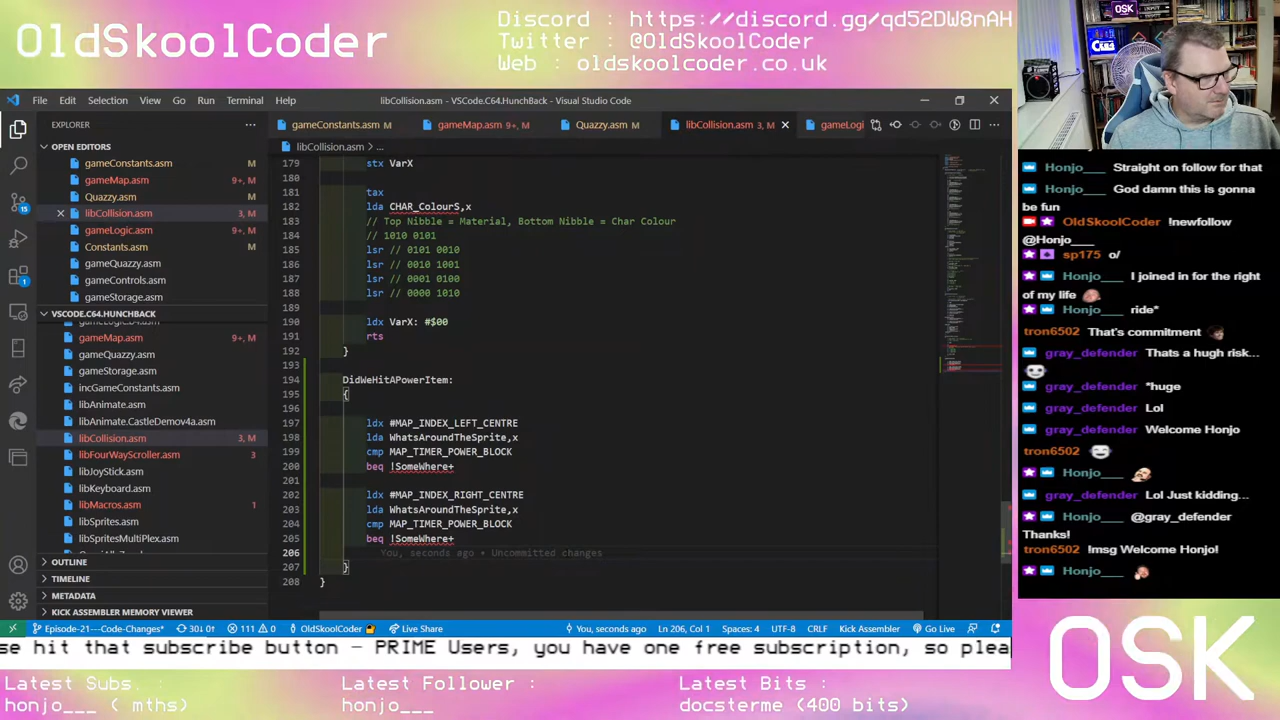 OldSkoolCoder
Discord : https://discord.gg/qd52DW8nAH
Twitter : @OldSkoolCoder
Web : oldskoolcoder.co.uk
OSK
File Edit Selection View Go Run Terminal Help
libCollision.asm - VSCode.C64.HunchBack - Visual Studio Code
EXPLORER
OPEN EDITORS
gameConstants.asm M
gameMap.asm 9+, M
Quazzy.asm M
libCollision.asm 3, M
gameLogic.asm 9+, M
Constants.asm M
gameQuazzy.asm
gameStorage.asm
VSCODE.C64.HUNCHBACK
gameMap.asm 9+, M
gameQuazzy.asm
gameStorage.asm
incGameConstants.asm
libAnimate.asm
libAnimate.CastleDemov4a.asm
libCollision.asm 3, M
libFourWayScroller.asm 3
libJoyStick.asm
libKeyboard.asm
libMacros.asm 1
libSprites.asm
libSpritesMultiPlex.asm
OUTLINE
TIMELINE
METADATA
KICK ASSEMBLER MEMORY VIEWER
gameConstants.asm M
gameMap.asm 9+, M
Quazzy.asm M
libCollision.asm 3, M
gameLogi
libCollision.asm > ...
179 stx VarX
180
181 tax
182 lda CHAR_ColourS,x
183 // Top Nibble = Material, Bottom Nibble = Char Colour
184 // 1010 0101
185 lsr // 0101 0010
186 lsr // 0010 1001
187 lsr // 0001 0100
188 lsr // 0000 1010
189
190 ldx VarX: #$00
191 rts
192 }
193
194 DidWeHitAPowerItem:
195 {
196
197 ldx #MAP_INDEX_LEFT_CENTRE
198 lda WhatsAroundTheSprite,x
199 cmp MAP_TIMER_POWER_BLOCK
200 beq !SomeWhere+
201
202 ldx #MAP_INDEX_RIGHT_CENTRE
203 lda WhatsAroundTheSprite,x
204 cmp MAP_TIMER_POWER_BLOCK
205 beq !SomeWhere+
206 You, seconds ago • Uncommitted changes
207 }
208 }
Episode-21---Code-Changes* 30↓ 0↑ 111 0 OldSkoolCoder Live Share You, seconds ago Ln 206, Col 1 Spaces: 4 UTF-8 CRLF Kick Assembler Go Live
Honjo___ Straight on follow for that
Honjo___ God damn this is gonna
be fun
OldSkoolCoder !newfollow
@Honjo___
sp175 o/
Honjo___ I joined in for the right
of my life
Honjo___ ride*
tron6502 That's commitment
gray_defender Thats a hugh risk...
gray_defender *huge
gray_defender Lol
gray_defender Welcome Honjo
tron6502
Honjo___
gray_defender Lol Just kidding...
Honjo___ @gray_defender
Thanks!
tron6502 !msg Welcome Honjo!
Honjo___
se hit that subscribe button - PRIME Users, you have one free subscription, so plea
Latest Subs. :
honjo___ ( mths)
Latest Follower :
honjo___
Latest Bits :
docsterme (400 bits)
OSK